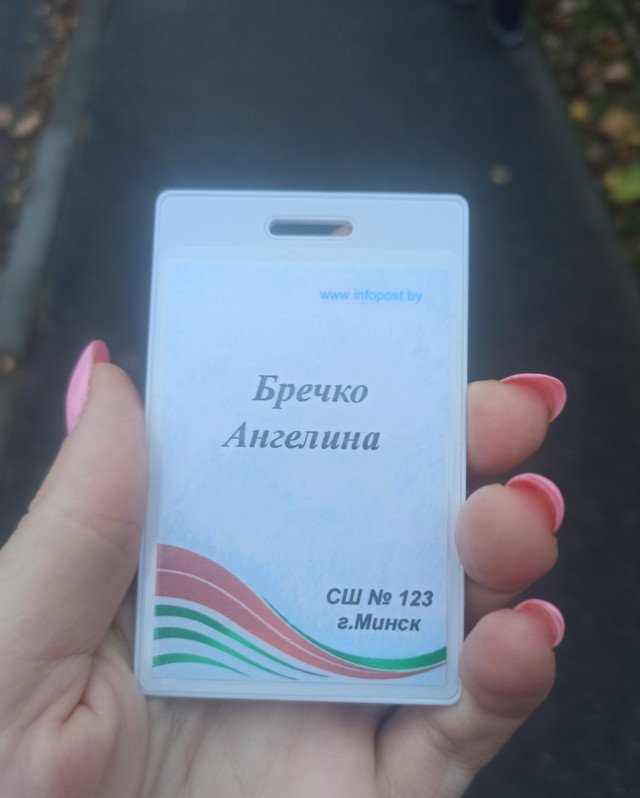 www.infopost.by
Бречко
Ангелина
СШ № 123
г.Минск